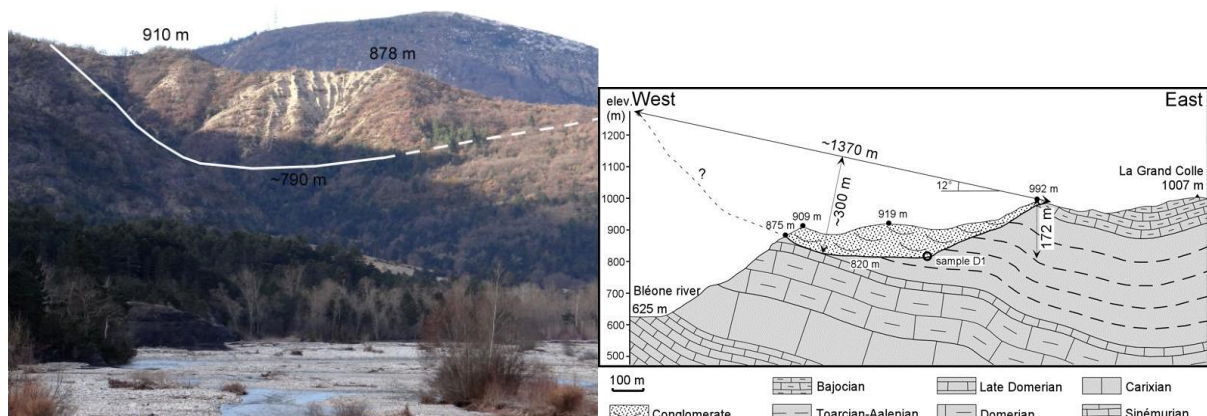 910 m
878 m
~790 m
elev. West East
(m)
1200
1100
1000
900
800
700
600
500
~1370 m
12°
?
~300 m
La Grand Colle
1007 m
992 m
172 m
919 m
909 m
875 m
820 m
sample D1
Bléone river
625 m
100 m
Bajocian
Late Domerian
Carixian
Conglomerate
Toarcian-Aalenian
Domerian
Sinémurian